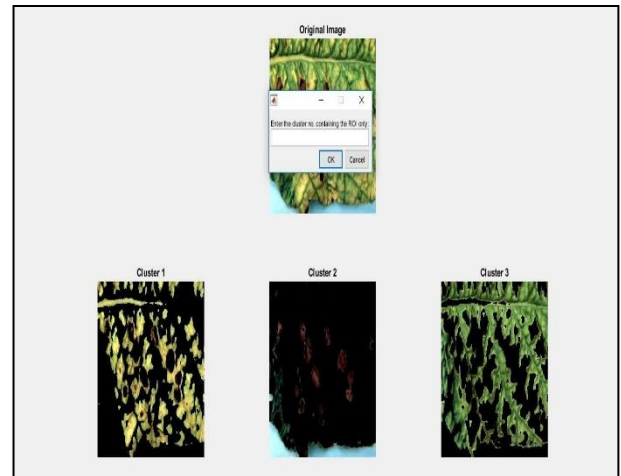 Original Image
Enter the cluster no. containing the ROI only:
OK Cancel
Cluster 1 Cluster 2 Cluster 3